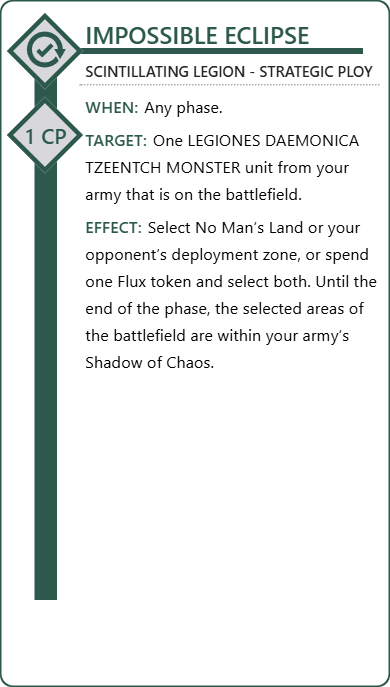 IMPOSSIBLE ECLIPSE
SCINTILLATING LEGION - STRATEGIC PLOY
1 CP
WHEN: Any phase.
TARGET: One LEGIONES DAEMONICA
TZEENTCH MONSTER unit from your
army that is on the battlefield.
EFFECT: Select No Man’s Land or your
opponent’s deployment zone, or spend
one Flux token and select both. Until the
end of the phase, the selected areas of
the battlefield are within your army’s
Shadow of Chaos.